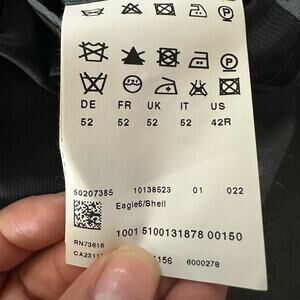 DE FR UK IT US
52 52 52 52 42R
50207385 10138523 01 022
Eagle6/Shell
1001 5100131878 00150
RN73616
6000278